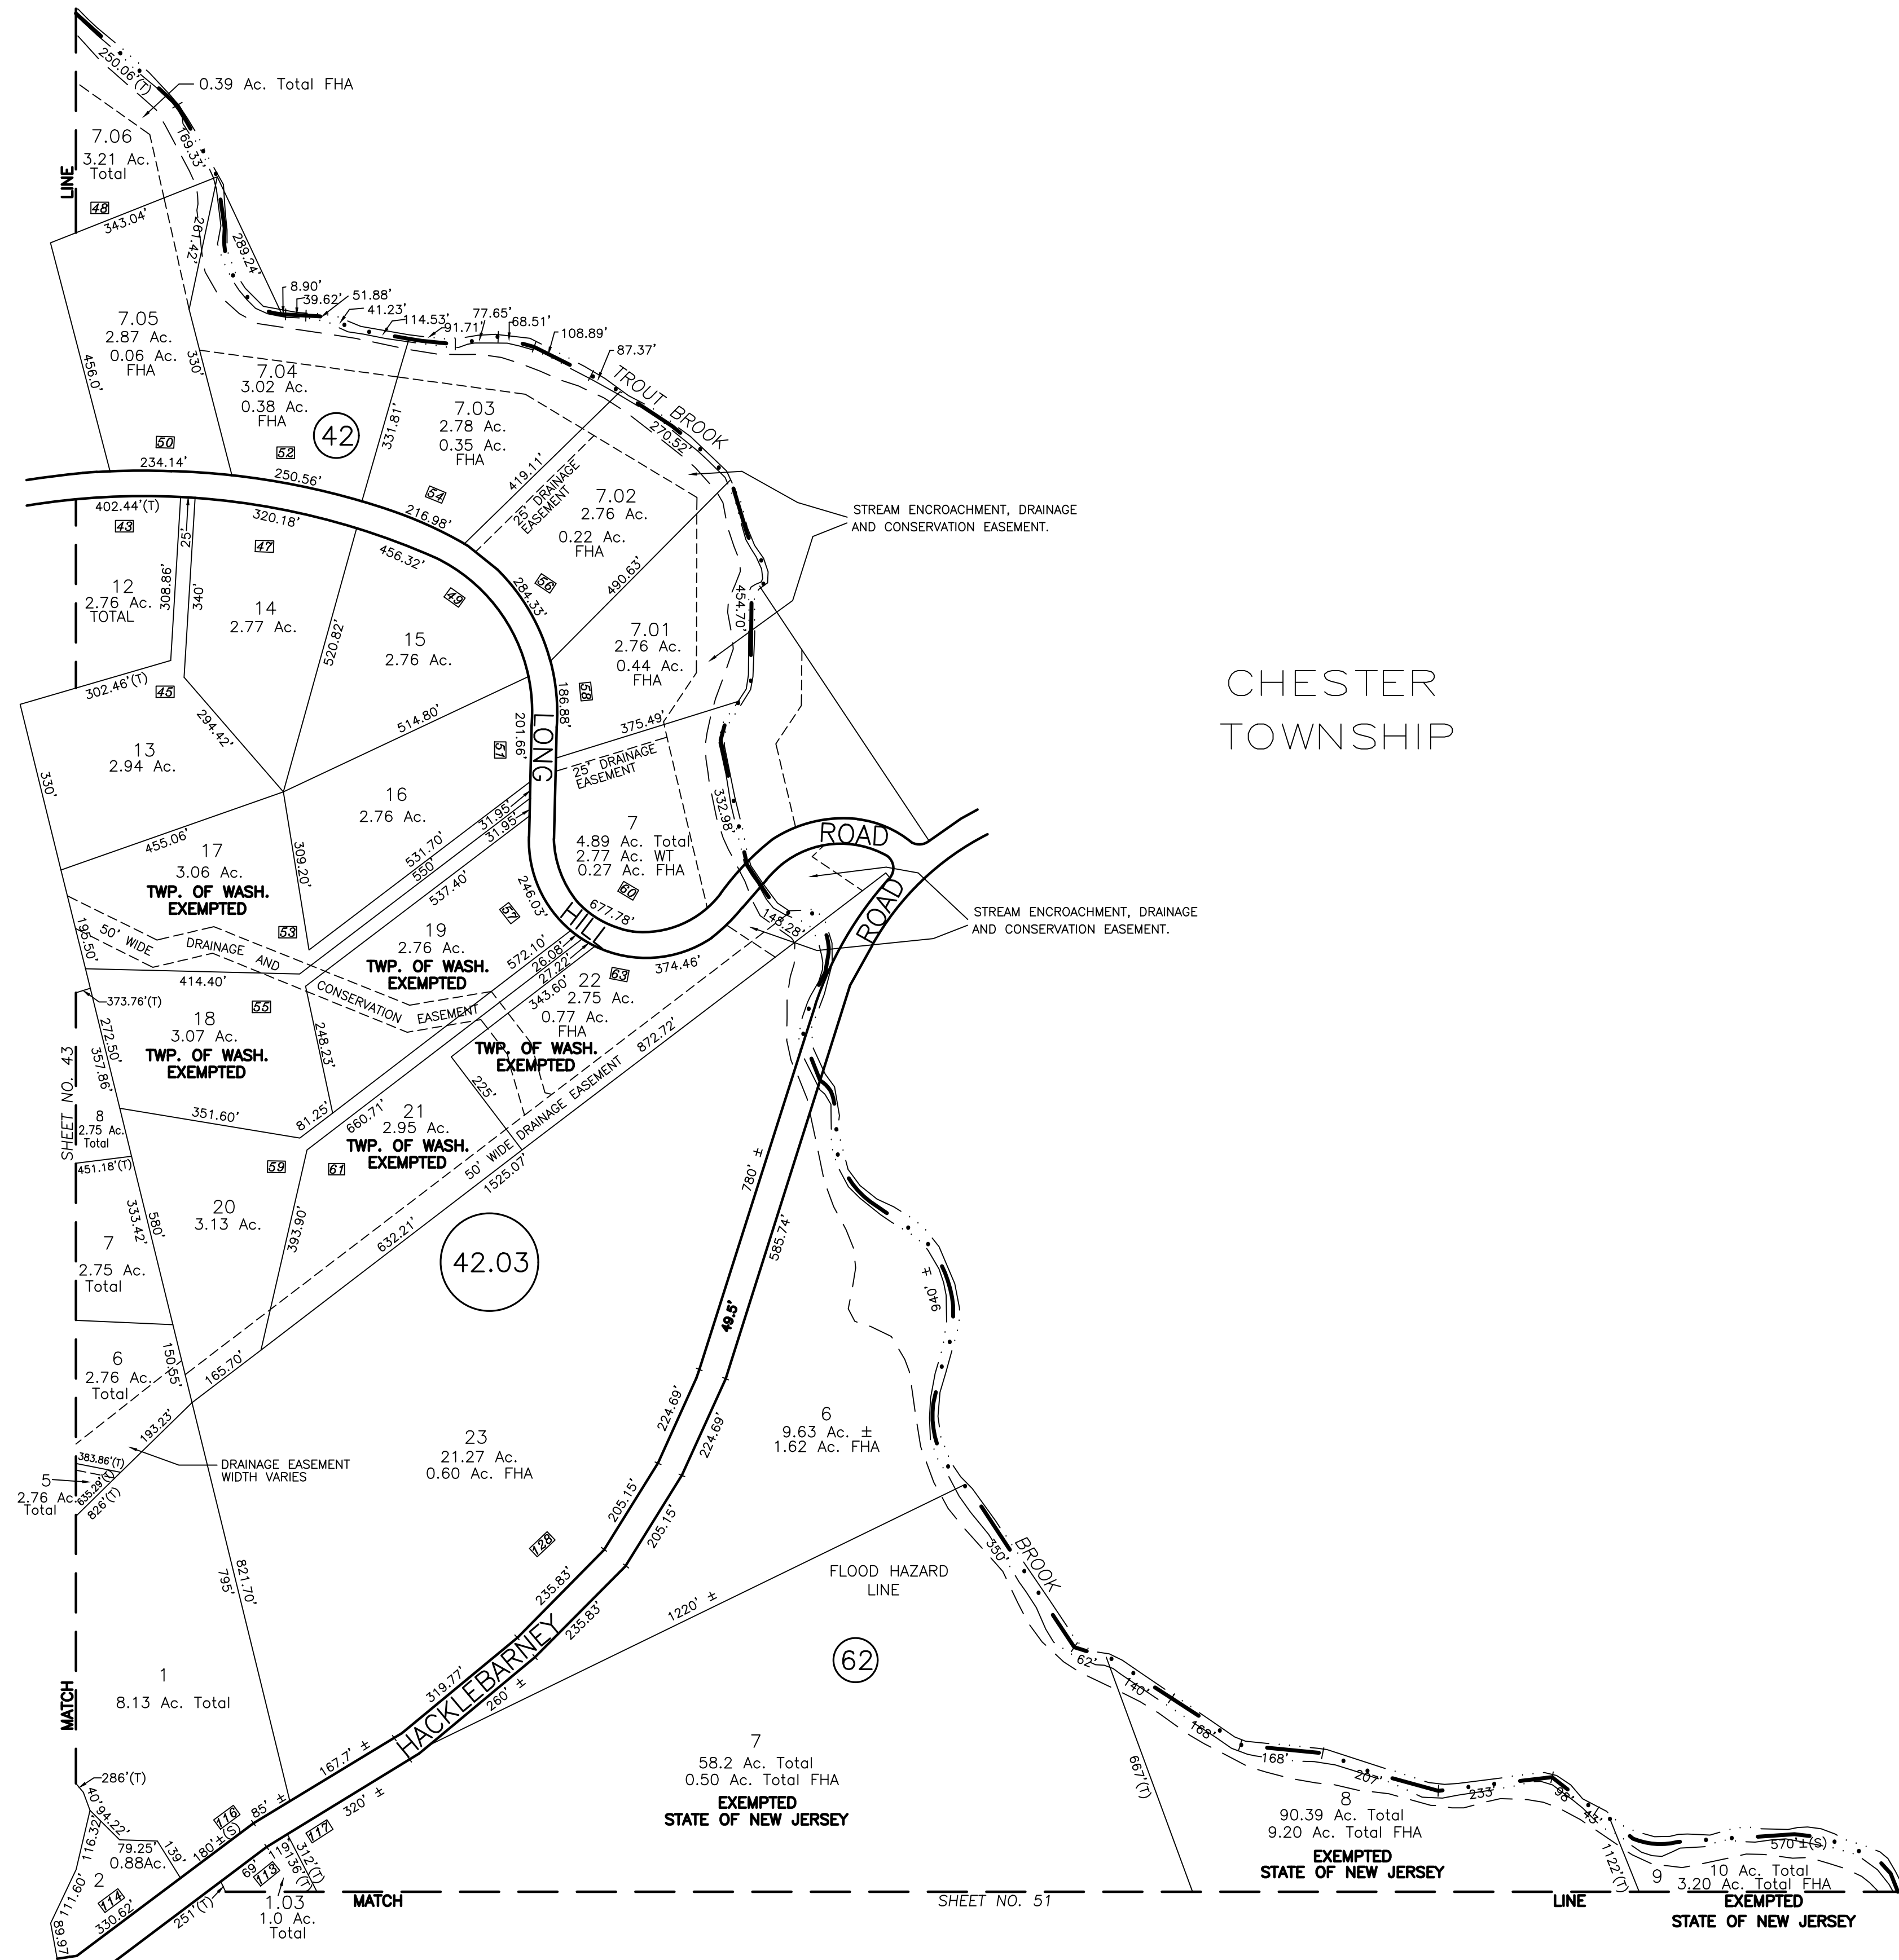 250.06'(T)
0.39 Ac. Total FHA
169.33'
7.06
3.21 Ac.
Total
LINE
48
343.04'
261.42'
289.24'
8.90'
39.62'
51.88'
41.23'
114.53'
91.71'
77.65'
68.51'
108.89'
87.37'
TROUT BROOK
270.52'
7.05
2.87 Ac.
0.06 Ac.
FHA
456.0'
330'
50
234.14'
7.04
3.02 Ac.
0.38 Ac.
FHA
42
52
250.56'
331.81'
7.03
2.78 Ac.
0.35 Ac.
FHA
54
216.98'
419.11'
25' DRAINAGE
EASEMENT
7.02
2.76 Ac.
0.22 Ac.
FHA
56
284.33'
490.63'
STREAM ENCROACHMENT, DRAINAGE
AND CONSERVATION EASEMENT.
454.70'
7.01
2.76 Ac.
0.44 Ac.
FHA
58
186.88'
375.49'
25' DRAINAGE
EASEMENT
402.44'(T)
43
25'
12
2.76 Ac.
TOTAL
308.86'
340'
320.18'
47
14
2.77 Ac.
456.32'
49
15
2.76 Ac.
520.82'
302.46'(T)
45
294.42'
514.80'
201.66'
51
LONG
CHESTER
TOWNSHIP
13
2.94 Ac.
330'
455.06'
16
2.76 Ac.
31.95'
31.95'
531.70'
550'
537.40'
309.20'
332.98'
7
4.89 Ac. Total
2.77 Ac. WT
0.27 Ac. FHA
60
677.78'
ROAD
ROAD
HILL
17
3.06 Ac.
TWP. OF WASH.
EXEMPTED
53
195.50'
50' WIDE
DRAINAGE AND
CONSERVATION
EASEMENT
246.03'
57
19
2.76 Ac.
TWP. OF WASH.
EXEMPTED
572.10'
26.08'
27.22'
343.60'
148.28'
STREAM ENCROACHMENT, DRAINAGE
AND CONSERVATION EASEMENT.
374.46'
63
22
2.75 Ac.
0.77 Ac.
FHA
TWP. OF WASH.
EXEMPTED
225'
872.72'
414.40'
373.76'(T)
55
18
3.07 Ac.
TWP. OF WASH.
EXEMPTED
272.50'
357.86'
248.23'
SHEET NO. 43
8
2.75 Ac.
Total
451.18'(T)
351.60'
81.25'
660.71'
21
2.95 Ac.
TWP. OF WASH.
EXEMPTED
50' WIDE DRAINAGE EASEMENT
1525.07'
59
61
20
3.13 Ac.
333.42'
580'
393.90'
632.21'
42.03
780' ±
585.74'
49.5'
940' ±
7
2.75 Ac.
Total
6
2.76 Ac.
Total
150.55'
165.70'
193.23'
383.86'(T)
635.29'(T)
826'(T)
5
2.76 Ac.
Total
DRAINAGE EASEMENT
WIDTH VARIES
23
21.27 Ac.
0.60 Ac. FHA
224.69'
224.69'
6
9.63 Ac. ±
1.62 Ac. FHA
205.15'
205.15'
128
235.83'
235.83'
821.70'
795'
350'
BROOK
FLOOD HAZARD
LINE
1220' ±
62
1
8.13 Ac. Total
MATCH
319.77'
260' ±
HACKLEBARNEY
62'
140'
168'
168'
207'
233'
98'
45'
570'±(S)
667'(T)
7
58.2 Ac. Total
0.50 Ac. Total FHA
EXEMPTED
STATE OF NEW JERSEY
8
90.39 Ac. Total
9.20 Ac. Total FHA
EXEMPTED
STATE OF NEW JERSEY
1122'(T)
9
10 Ac. Total
3.20 Ac. Total FHA
EXEMPTED
STATE OF NEW JERSEY
167.7' ±
320' ±
286'(T)
40'
94.22'
116.32'
79.25'
0.88Ac.
139'
116
85' ±
180'±(S)
117
119'
69'
113
312'(T)
136'(T)
2
114
111.60'
89.97'
330.62'
251'(T)
1.03
1.0 Ac.
Total
MATCH
SHEET NO. 51
LINE